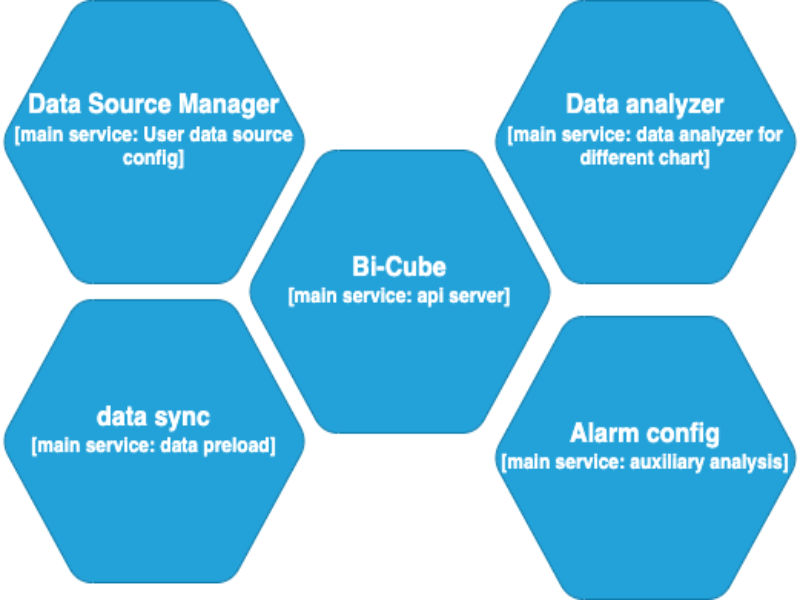 Data Source Manager
[main service: User data source
config]
Data analyzer
[main service: data analyzer for
different chart]
Bi-Cube
[main service: api server]
data sync
[main service: data preload]
Alarm config
[main service: auxiliary analysis]